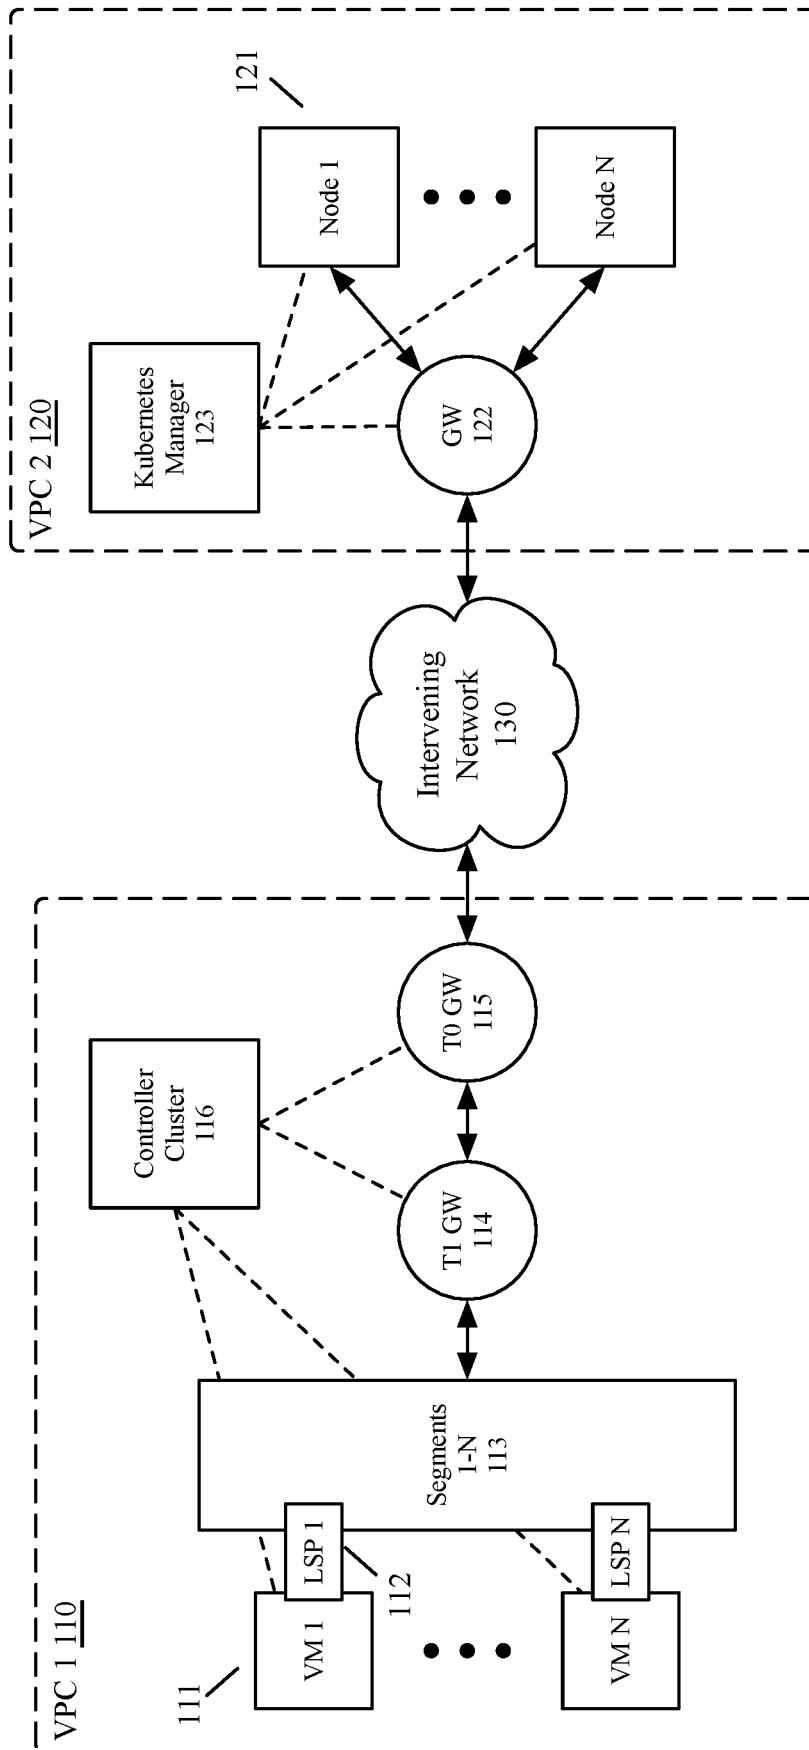 VPC 1 110
111
VM 1
LSP 1
112
VM N
LSP N
Segments
1-N
113
Controller
Cluster
116
T1 GW
114
T0 GW
115
Intervening
Network
130
VPC 2 120
Kubernetes
Manager
123
GW
122
121
Node 1
Node N